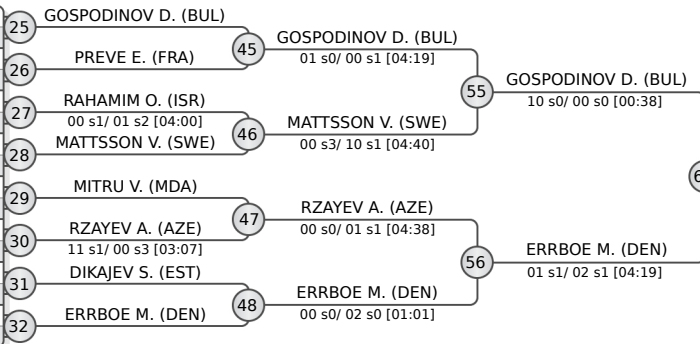 25
GOSPODINOV D. (BUL)
26
PREVE E. (FRA)
45
GOSPODINOV D. (BUL)
01 s0/ 00 s1 [04:19]
27
RAHAMIM O. (ISR)
00 s1/ 01 s2 [04:00]
28
MATTSSON V. (SWE)
46
MATTSSON V. (SWE)
00 s3/ 10 s1 [04:40]
55
GOSPODINOV D. (BUL)
10 s0/ 00 s0 [00:38]
29
MITRU V. (MDA)
30
RZAYEV A. (AZE)
11 s1/ 00 s3 [03:07]
47
RZAYEV A. (AZE)
00 s0/ 01 s1 [04:38]
31
DIKAJEV S. (EST)
32
ERRBOE M. (DEN)
48
ERRBOE M. (DEN)
00 s0/ 02 s0 [01:01]
56
ERRBOE M. (DEN)
01 s1/ 02 s1 [04:19]